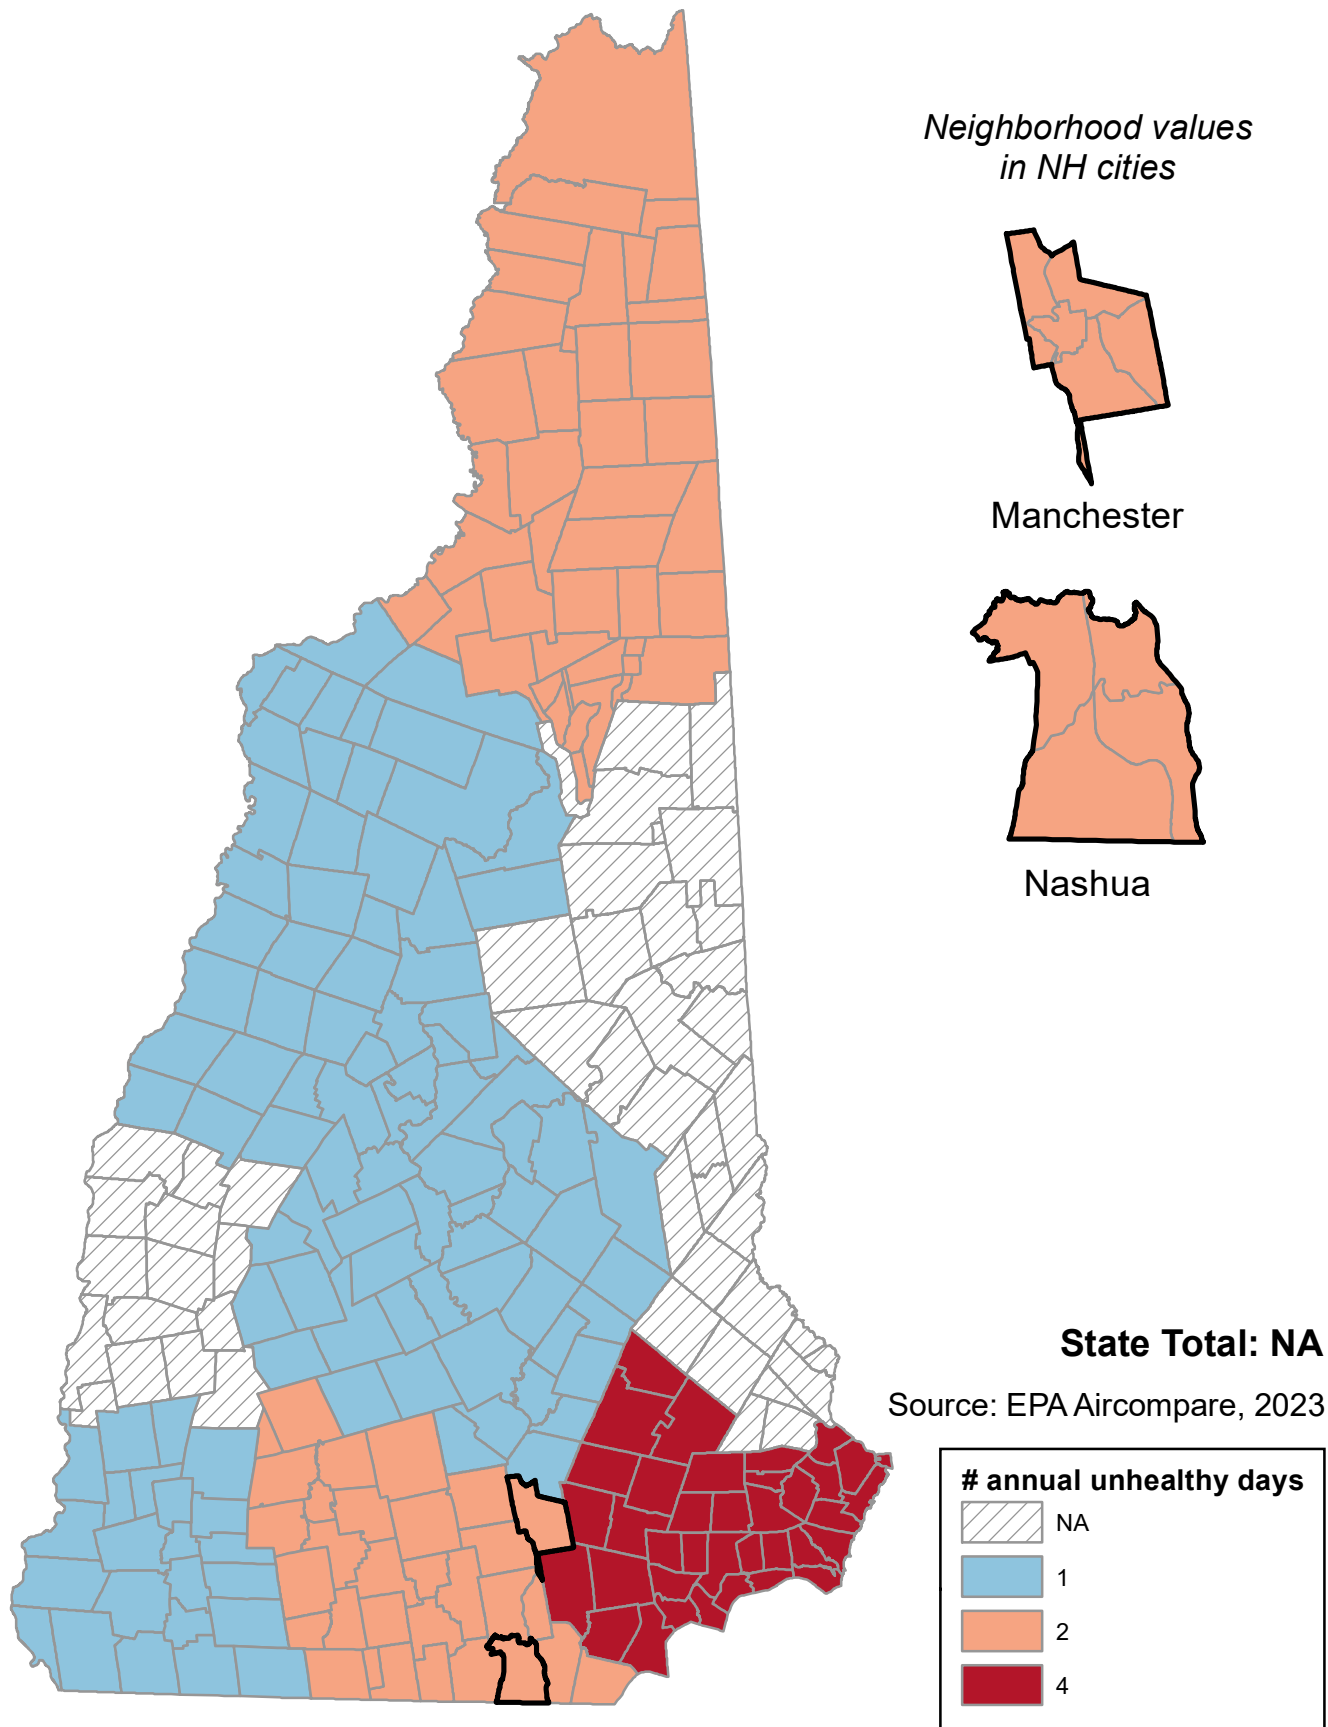 Neighborhood values
in NH cities
Manchester
Nashua
State Total: NA
Source: EPA Aircompare, 2023
# annual unhealthy days
NA
1
2
4